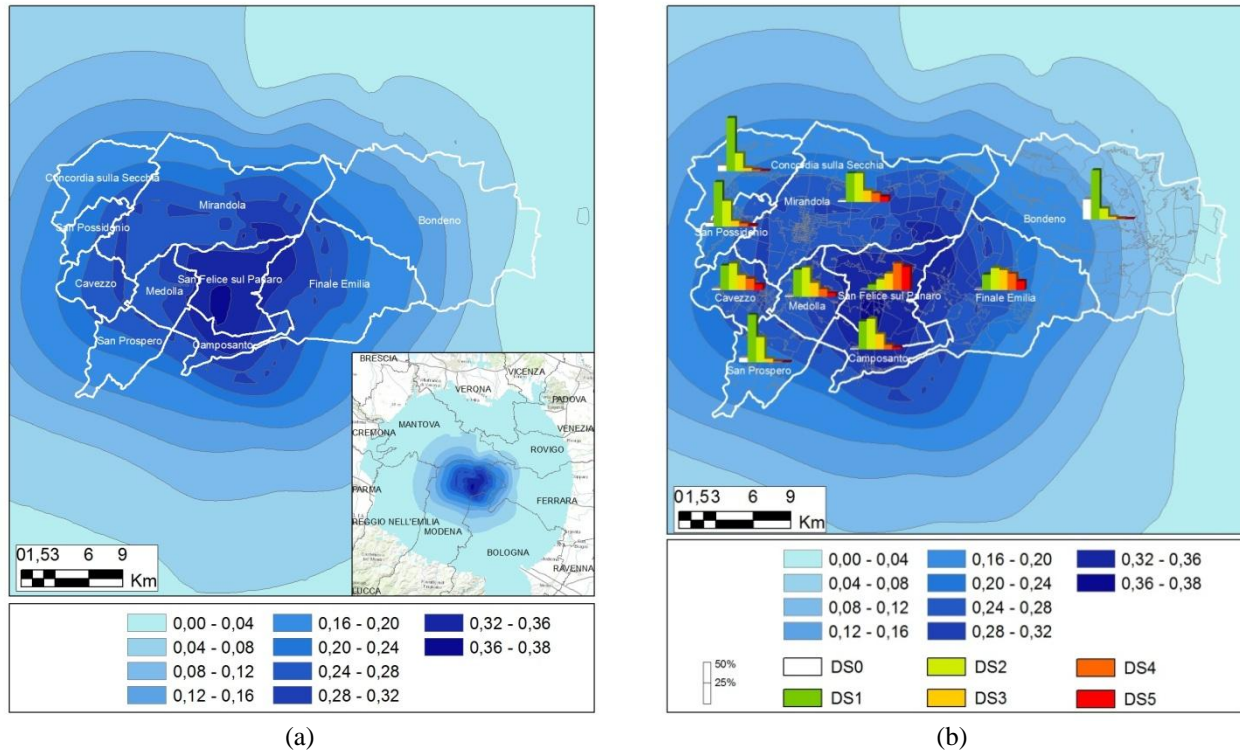 Concordia sulla Secchia
Mirandola
San Possidonio
Bondeno
San Felice sul Panaro
Cavezzo
Medolla
Finale Emilia
San Prospero
Camposanto
BRESCIA
VICENZA
VERONA
PADOVA
MANTOVA
VENEZIA
CREMONA
ROVIGO
PARMA
FERRARA
REGGIO NELL'EMILIA
MODENA
BOLOGNA
RAVENNA
LUCCA
01,53 6 9
Km
0,00 - 0,04 0,16 - 0,20 0,32 - 0,36
0,04 - 0,08 0,20 - 0,24 0,36 - 0,38
0,08 - 0,12 0,24 - 0,28
0,12 - 0,16 0,28 - 0,32
(a)
Concordia sulla Secchia
Mirandola
Bondeno
San Possidonio
Cavezzo
Medolla
San Felice sul Panaro
Finale Emilia
Camposanto
San Prospero
01,53 6 9
Km
0,00 - 0,04 0,16 - 0,20 0,32 - 0,36
0,04 - 0,08 0,20 - 0,24 0,36 - 0,38
0,08 - 0,12 0,24 - 0,28
0,12 - 0,16 0,28 - 0,32
50%
25%
DS0 DS2 DS4
DS1 DS3 DS5
(b)